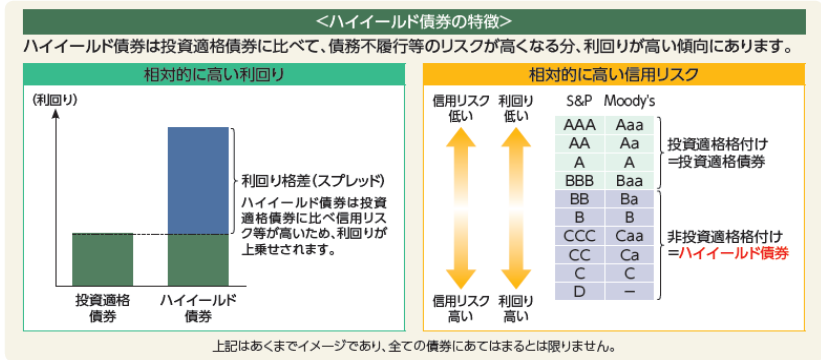 <ハイイールド債券の特徴>
ハイイールド債券は投資適格債券に比べて、債務不履行等のリスクが高くなる分、利回りが高い傾向にあります。
相対的に高い利回り
(利回り)
利回り格差(スプレッド)
ハイイールド債券は投資
適格債券に比べ信用リス
ク等が高いため、利回りが
上乗せされます。
投資適格
債券
ハイイールド
債券
相対的に高い信用リスク
信用リスク 利回り S&P Moody's
低い 低い
AAA Aaa
AA Aa
A A
BBB Baa
投資適格格付け
=投資適格債券
BB Ba
B B
CCC Caa
CC Ca
C C
D −
非投資適格格付け
=ハイイールド債券
信用リスク 利回り
高い 高い
上記はあくまでイメージであり、全ての債券にあてはまるとは限りません。